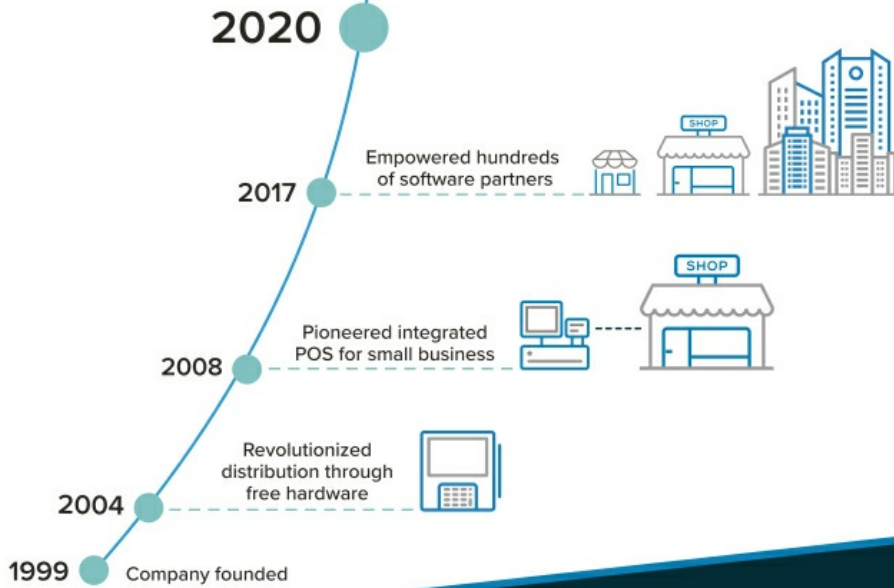 2020
2017
Empowered hundreds
of software partners
SHOP
2008
Pioneered integrated
POS for small business
SHOP
2004
Revolutionized
distribution through
free hardware
1999
Company founded